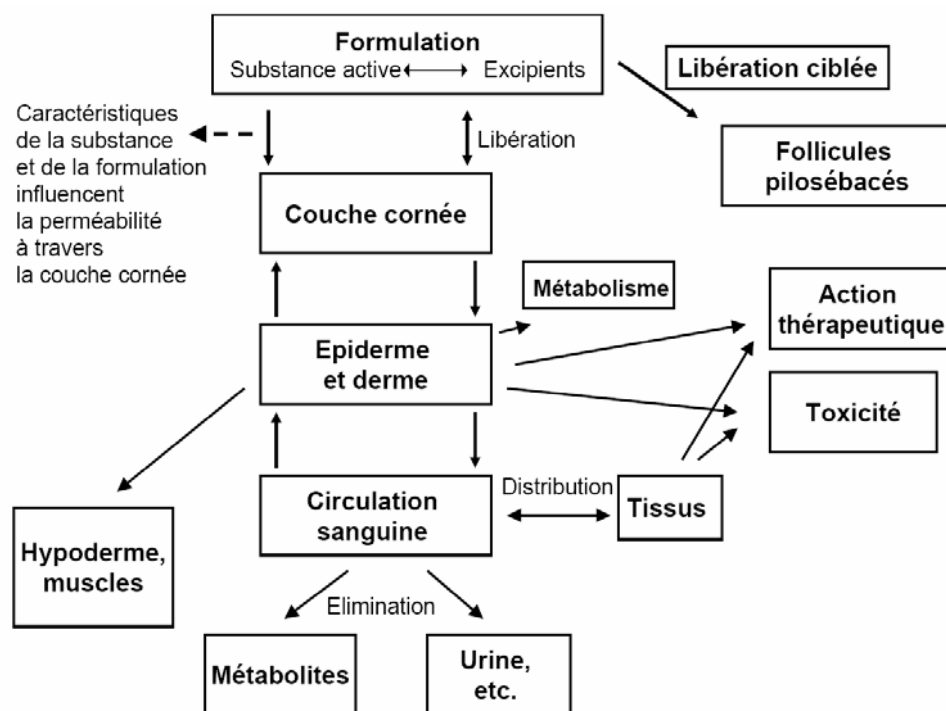 Formulation
Substance active
Excipients
Libération ciblée
Caractéristiques
de la substance
et de la formulation
influencent
la perméabilité
à travers
la couche cornée
Libération
Follicules
pilosébacés
Couche cornée
Métabolisme
Action
thérapeutique
Epiderme
et derme
Toxicité
Circulation
sanguine
Distribution
Tissus
Hypoderme,
muscles
Elimination
Métabolites
Urine,
etc.